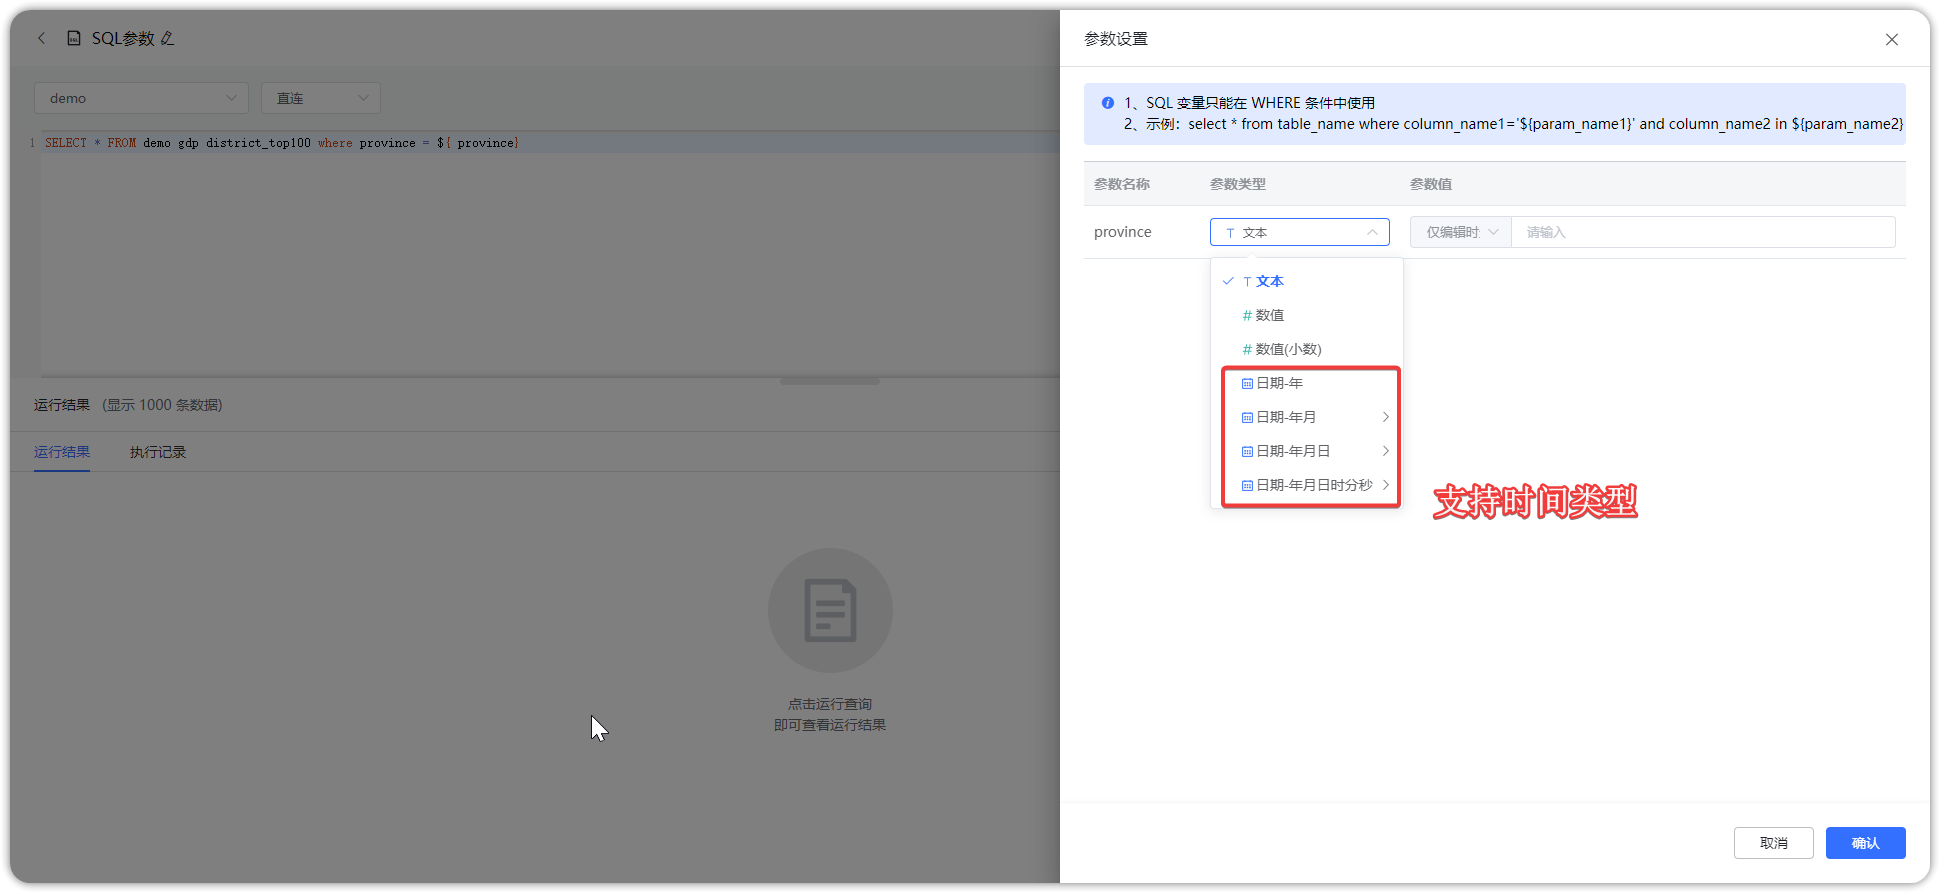 SQL参数
demo
直连
1 SELECT * FROM demo gdp district_top100 where province = ${ province}
运行结果 (显示 1000 条数据)
运行结果 执行记录
点击运行查询
即可查看运行结果
参数设置
1、SQL 变量只能在 WHERE 条件中使用
2、示例：select * from table_name where column_name1='${param_name1}' and column_name2 in ${param_name2}
参数名称 参数类型 参数值
province T 文本 仅编辑时 请输入
T 文本
# 数值
# 数值(小数)
日期-年
日期-年月
日期-年月日
日期-年月日时分秒
支持时间类型
取消 确认